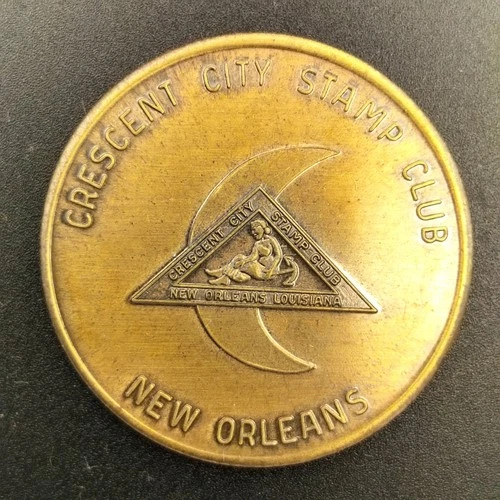 CRESCENT CITY STAMP CLUB
CRESCENT CITY STAMP CLUB
NEW ORLEANS LOUISIANA
NEW ORLEANS